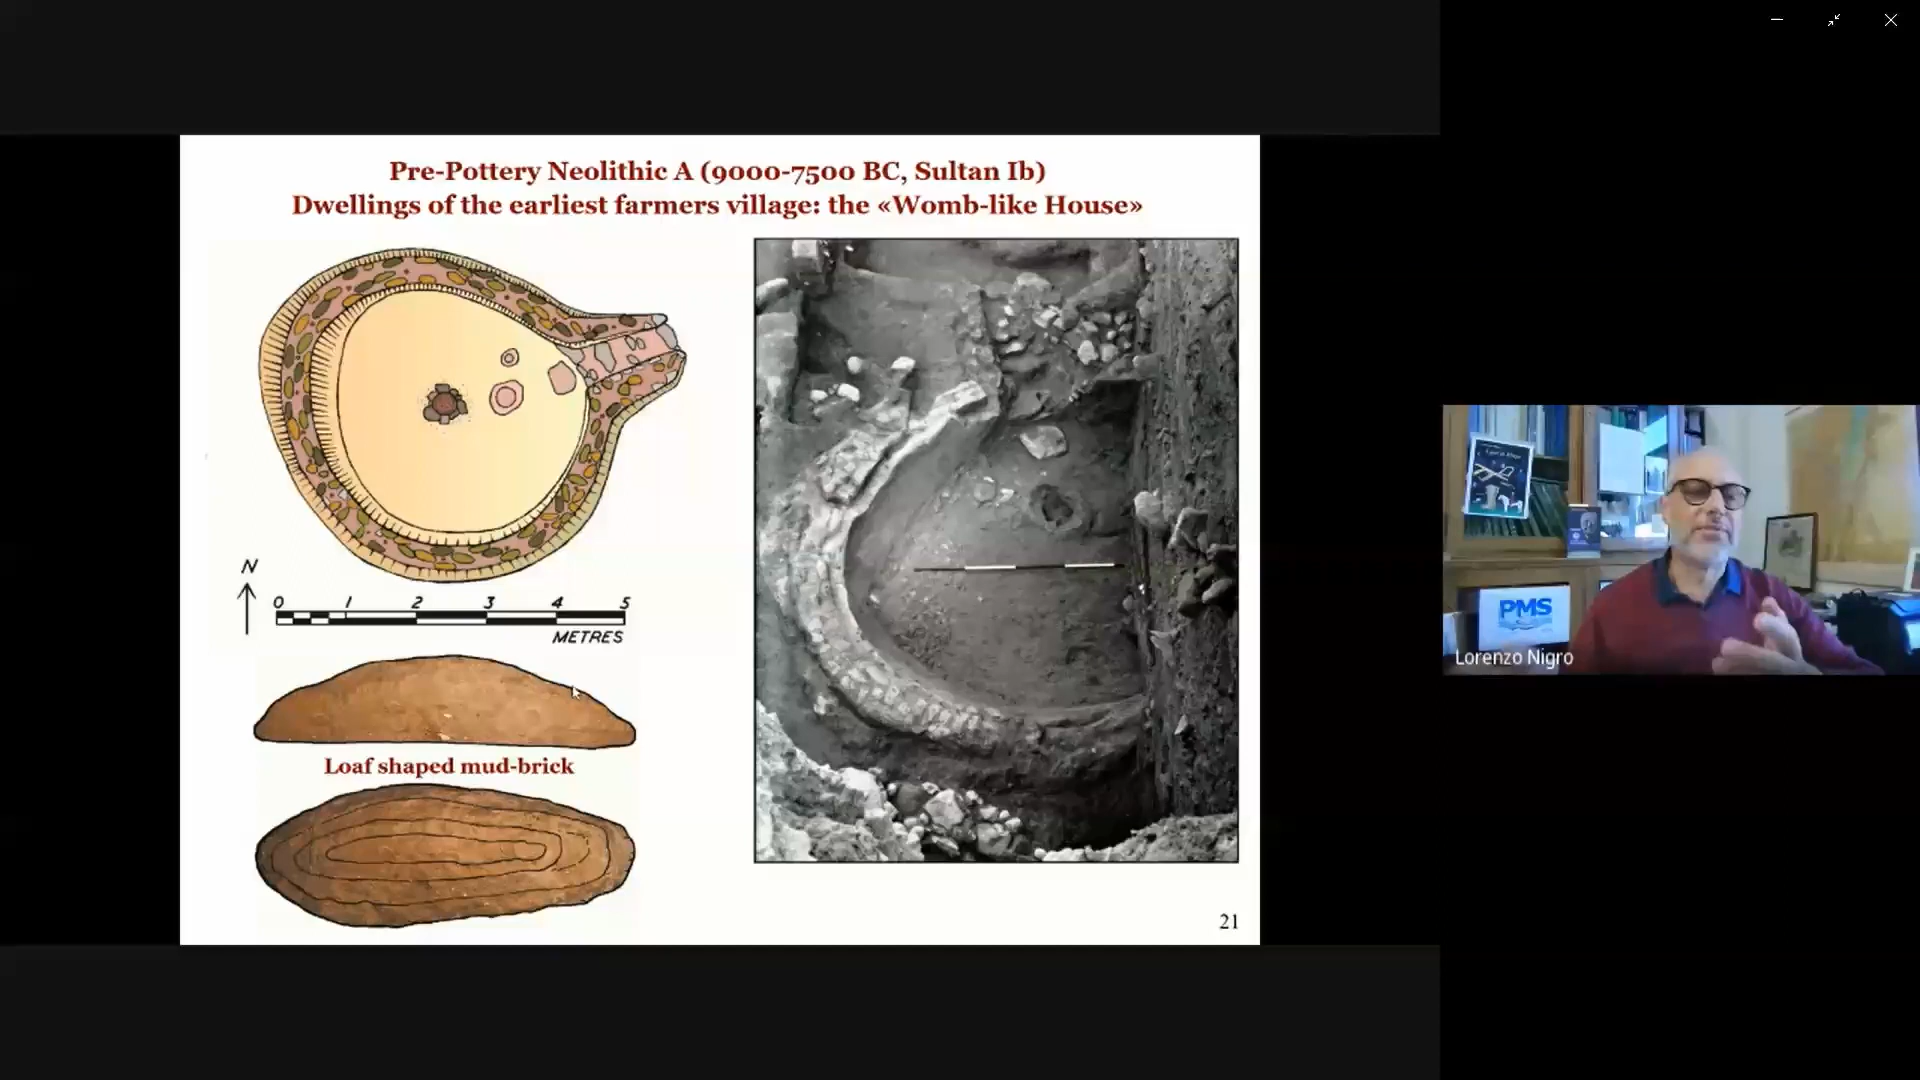 Pre-Pottery Neolithic A (9000-7500 BC, Sultan Ib)
Dwellings of the earliest farmers village: the «Womb-like House»
N
0 1 2 3 4 5
METRES
Loaf shaped mud-brick
21
PMS
Lorenzo Nigro